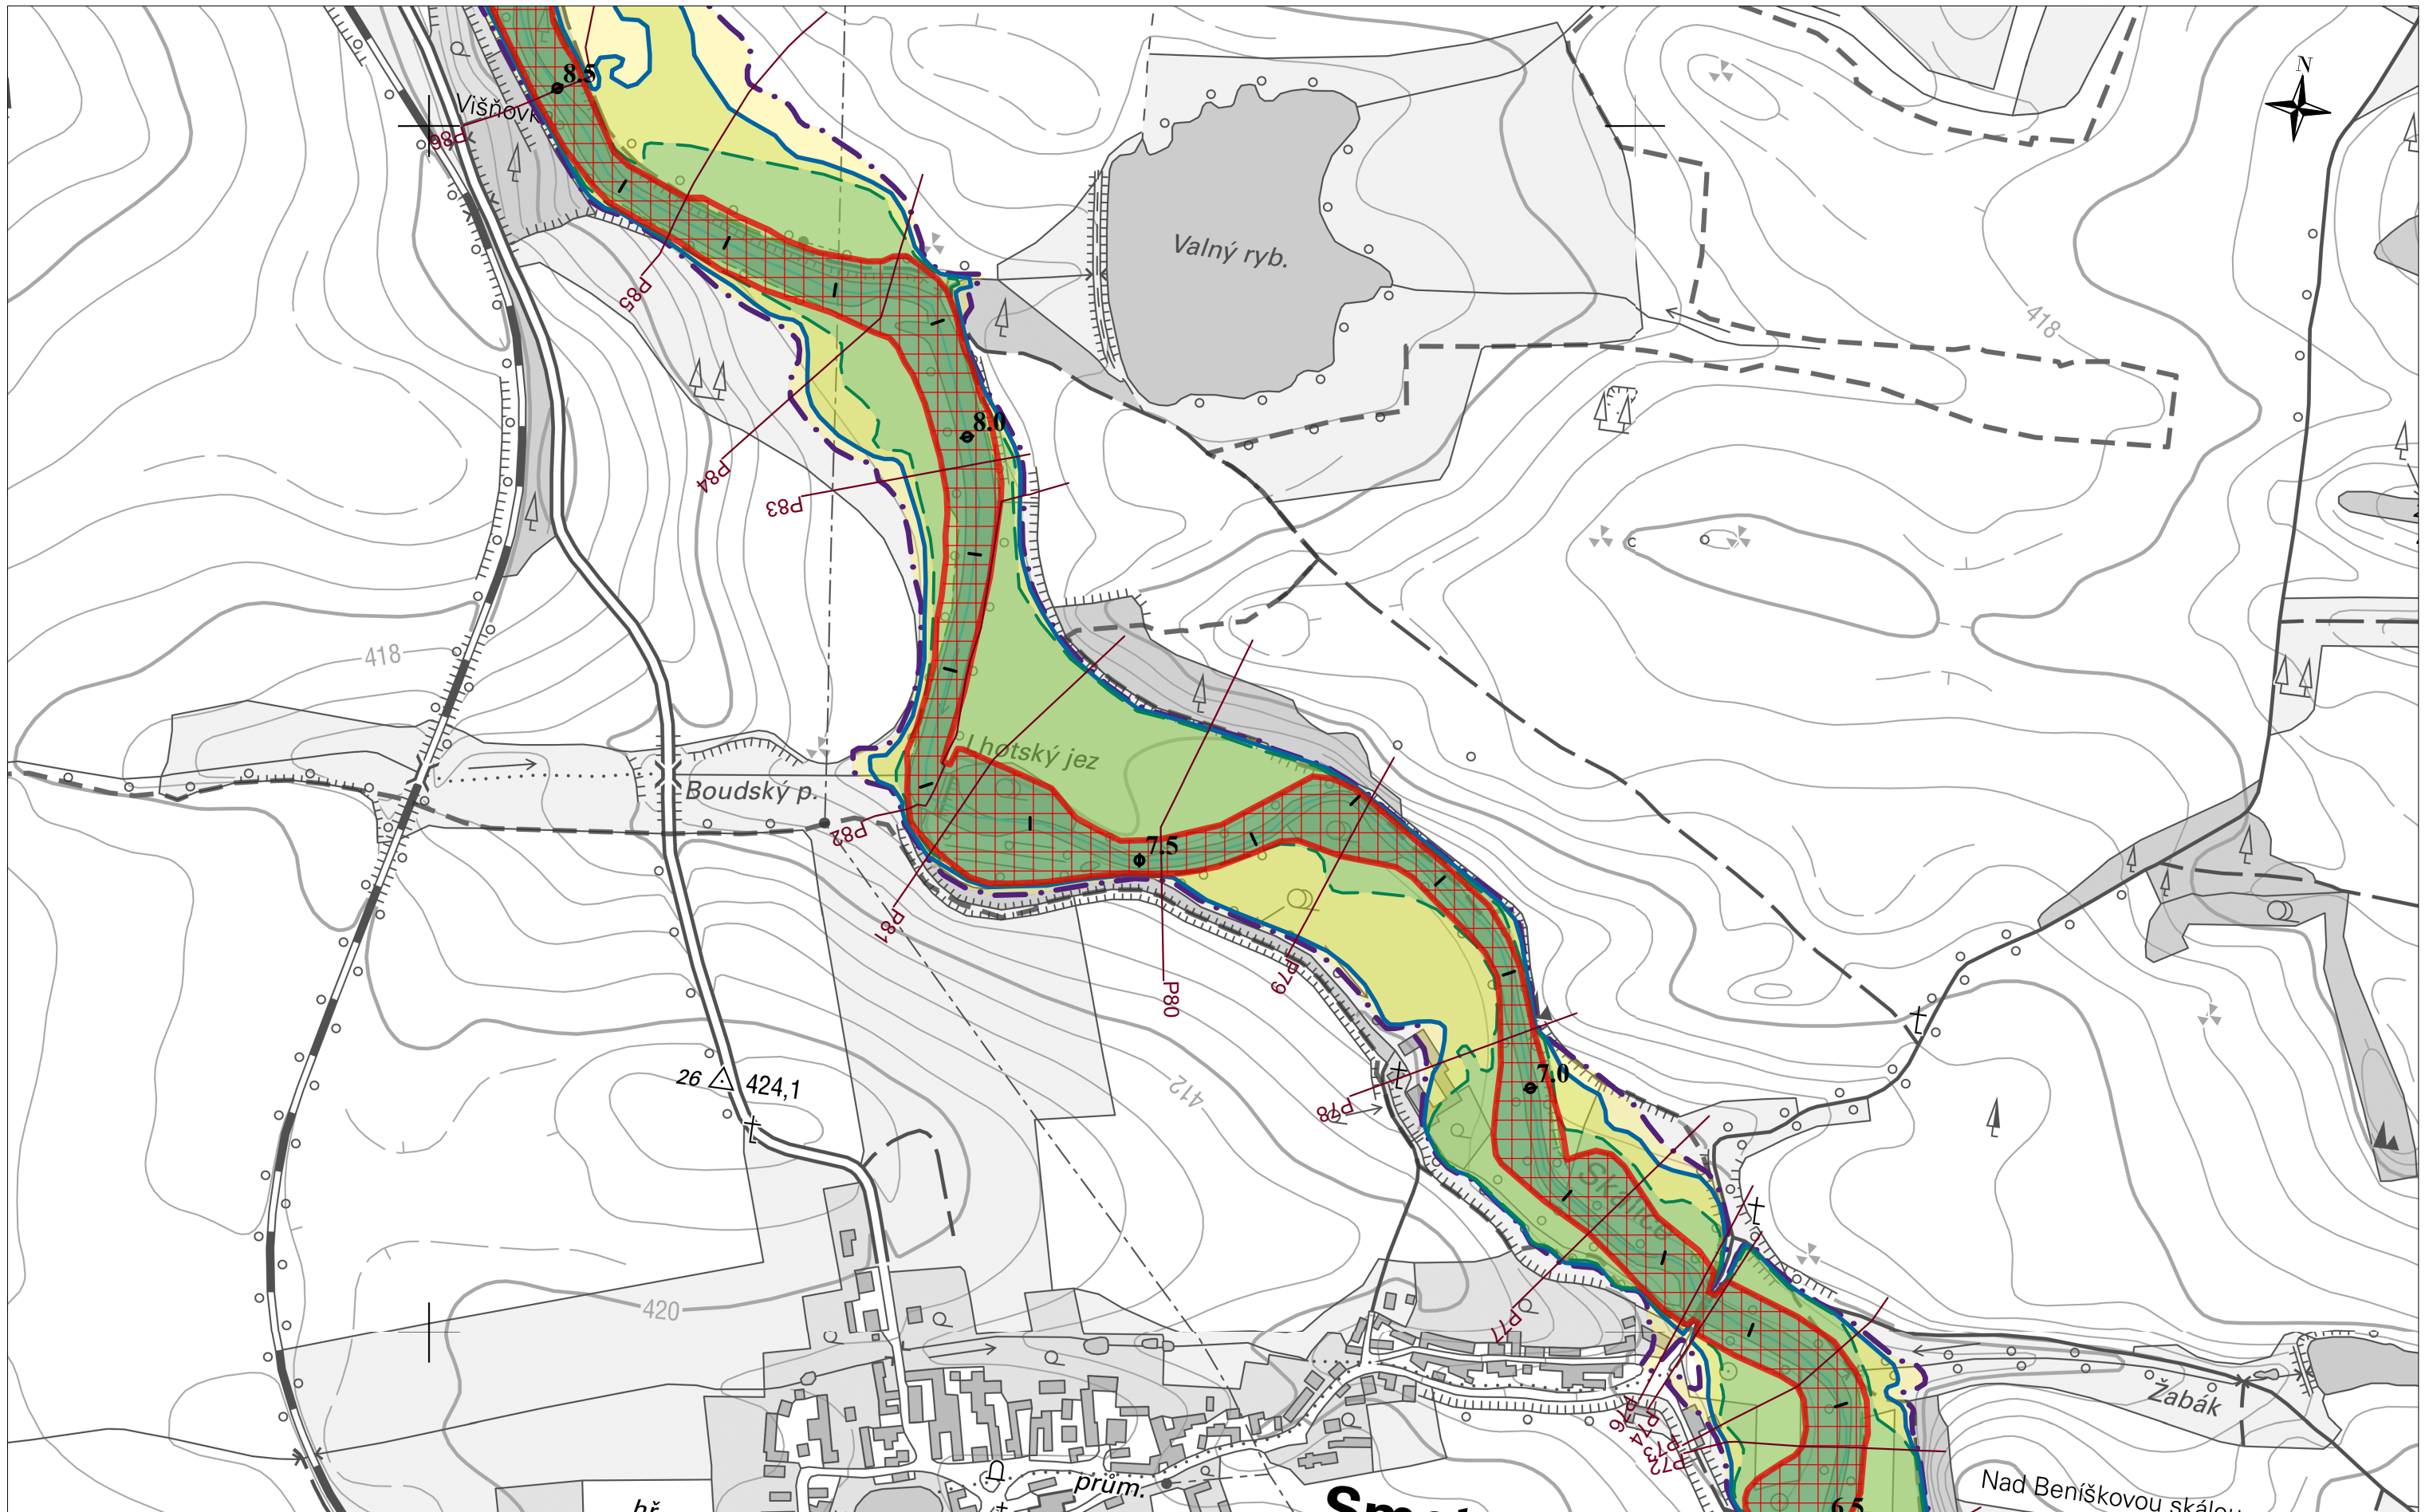 N
8.5
Višňovk
P86
Valný ryb.
P85
418
8.0
P84
P83
418
Lhotský jez
Boudský p.
P82
7.5
P81
P79
P80
26 424,1
412
7.0
P78
Skalice
420
P77
Žabák
P76
P74
P73
P72
prům.
Nad Beníškovou skálou
hř.
6.5